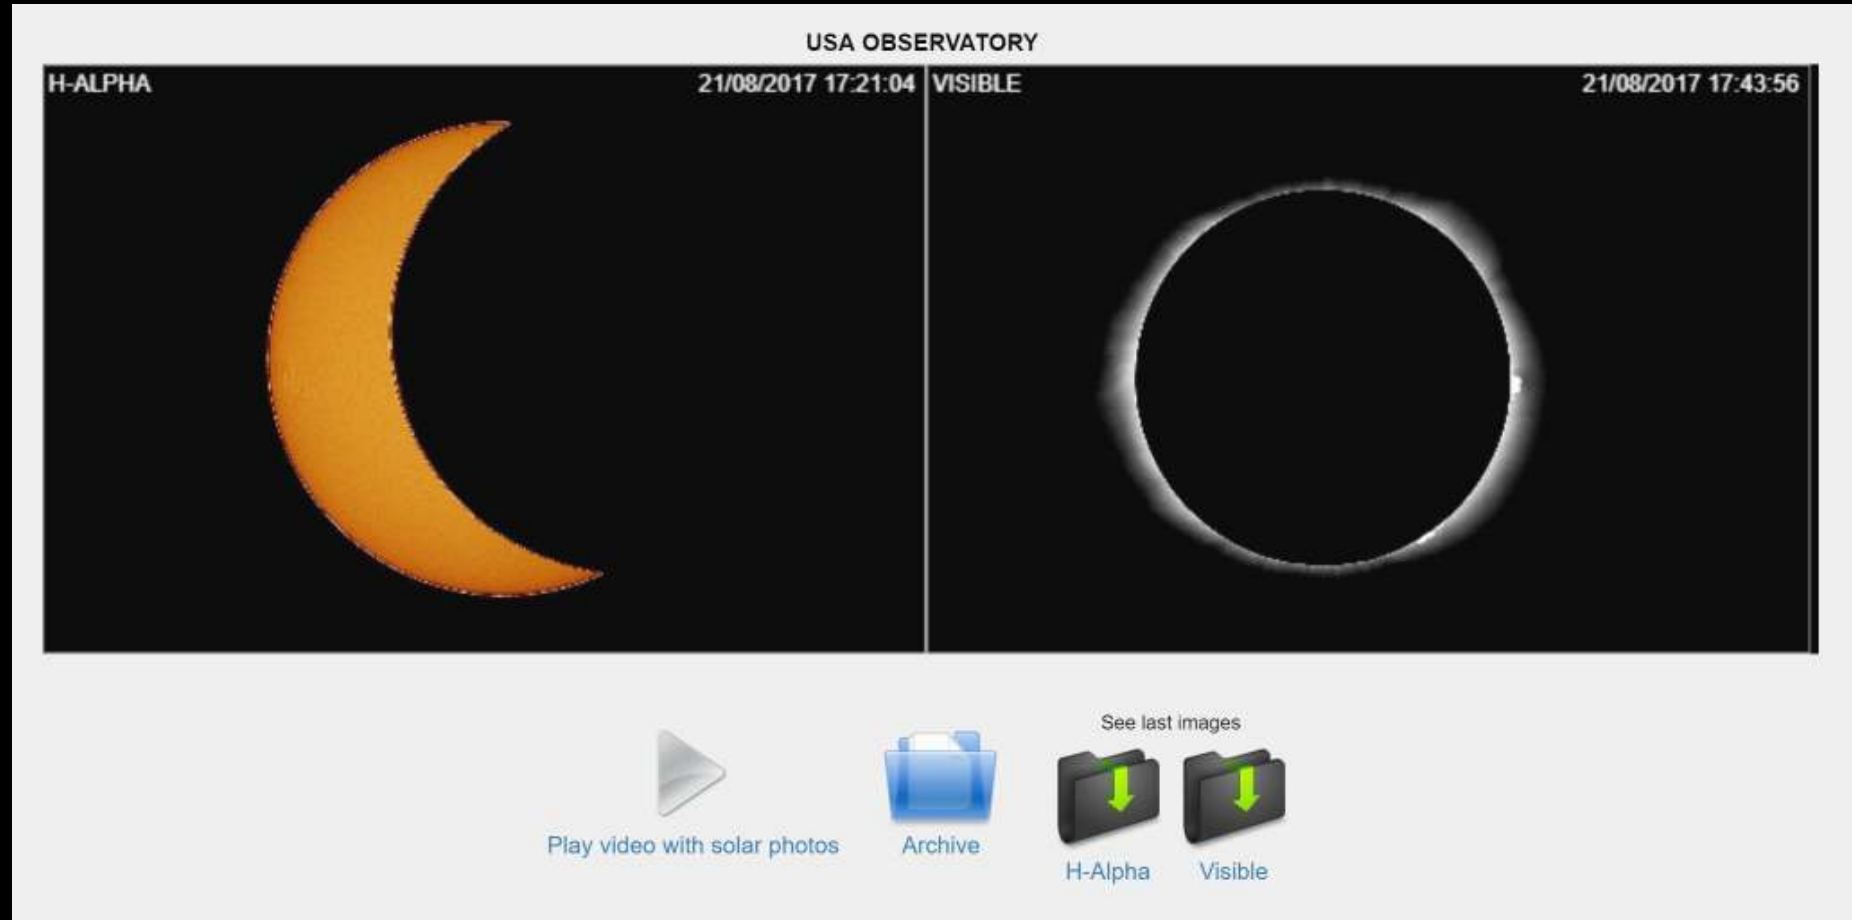 USA OBSERVATORY
H-ALPHA 21/08/2017 17:21:04
VISIBLE 21/08/2017 17:43:56
See last images
Play video with solar photos
Archive
H-Alpha
Visible